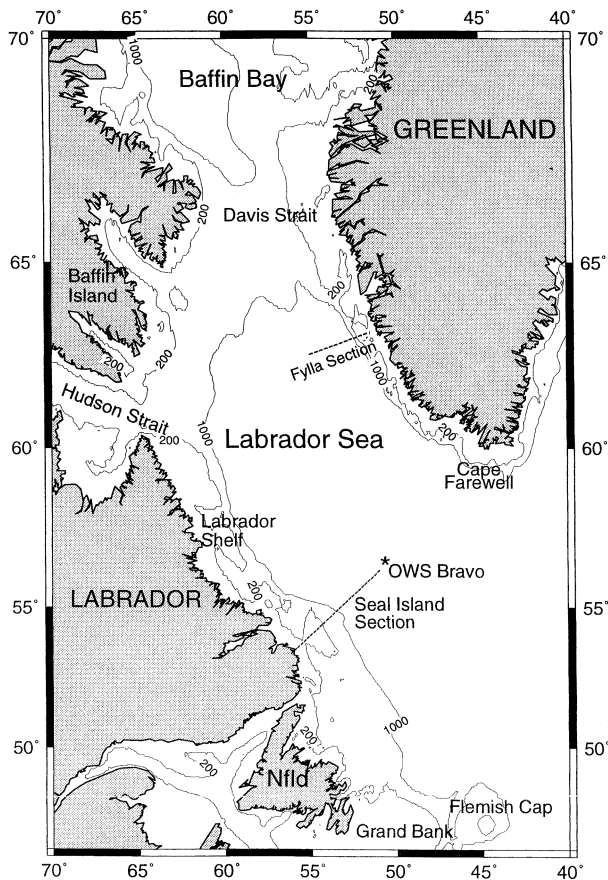 70 65 60 55 50 45 40
70°
70°
1000
Baffin Bay
200
GREENLAND
200
Davis Strait
65°
65°
Baffin
Island
200
Fylla Section
1000
200
200
Hudson Strait
200
1000
Labrador Sea
200
60°
60°
Cape
Farewell
Labrador
Shelf
*OWS Bravo
200
LABRADOR
Seal Island
Section
55°
55°
1000
200
50°
50°
200
Nfld
Flemish Cap
Grand Bank
70 65 60 55 50 45 40